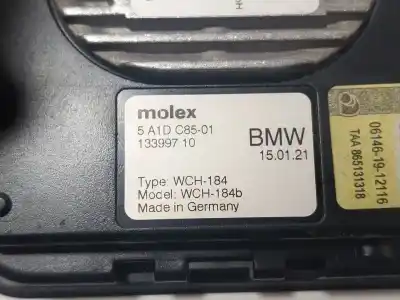 molex
5 A1D C85-01
133997 10
BMW
15.01.21
Type: WCH-184
Model: WCH-184b
Made in Germany
06146-19-12116
TAA 865131318